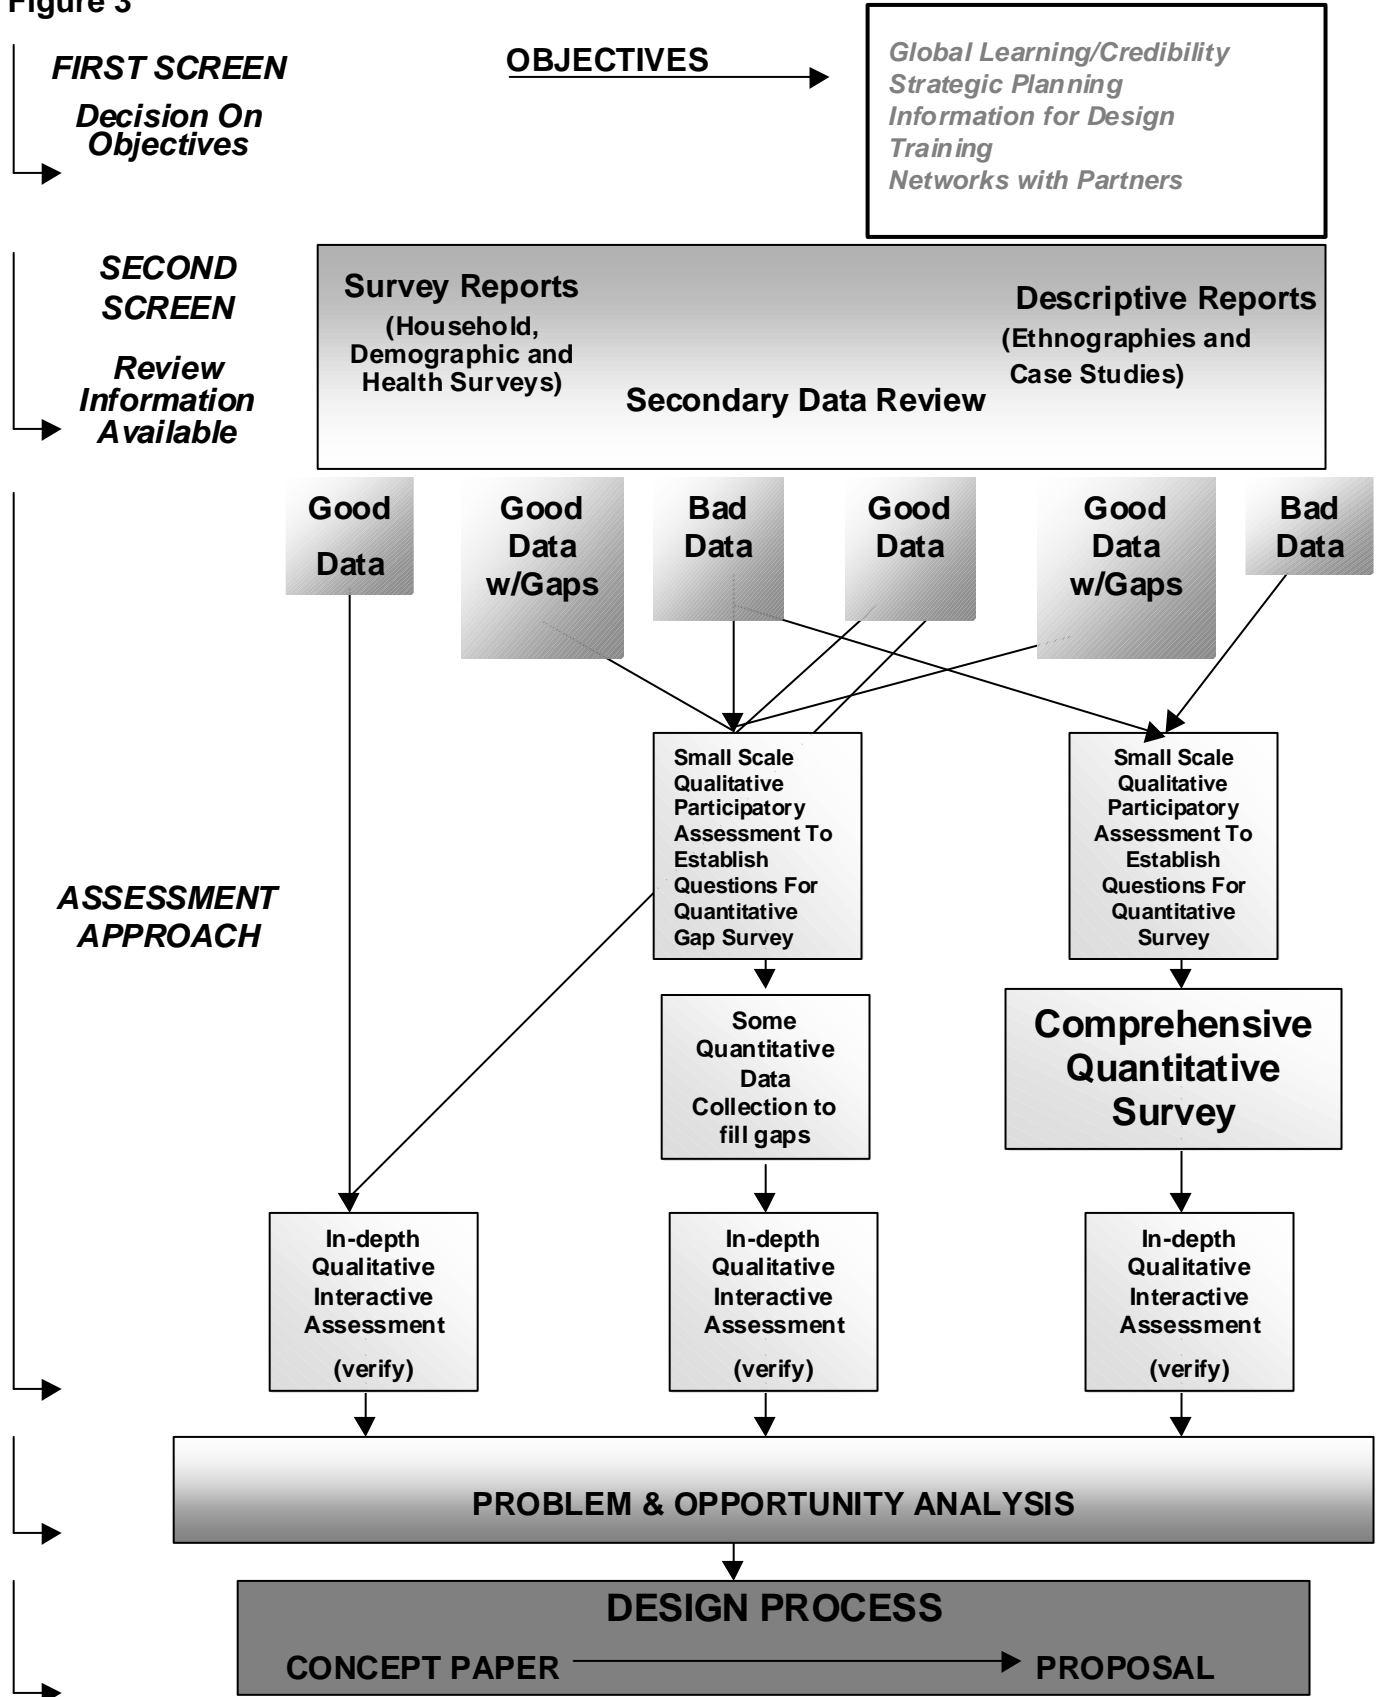 Figure 3
FIRST SCREEN
Decision On
Objectives
OBJECTIVES
Global Learning/Credibility
Strategic Planning
Information for Design
Training
Networks with Partners
SECOND
SCREEN
Review
Information
Available
Survey Reports
(Household,
Demographic and
Health Surveys)
Secondary Data Review
Descriptive Reports
(Ethnographies and
Case Studies)
Good
Data
Good
Data
w/Gaps
Bad
Data
Good
Data
Good
Data
w/Gaps
Bad
Data
ASSESSMENT
APPROACH
Small Scale
Qualitative
Participatory
Assessment To
Establish
Questions For
Quantitative
Gap Survey
Small Scale
Qualitative
Participatory
Assessment To
Establish
Questions For
Quantitative
Survey
Some
Quantitative
Data
Collection to
fill gaps
Comprehensive
Quantitative
Survey
In-depth
Qualitative
Interactive
Assessment
(verify)
In-depth
Qualitative
Interactive
Assessment
(verify)
In-depth
Qualitative
Interactive
Assessment
(verify)
PROBLEM & OPPORTUNITY ANALYSIS
DESIGN PROCESS
CONCEPT PAPER PROPOSAL